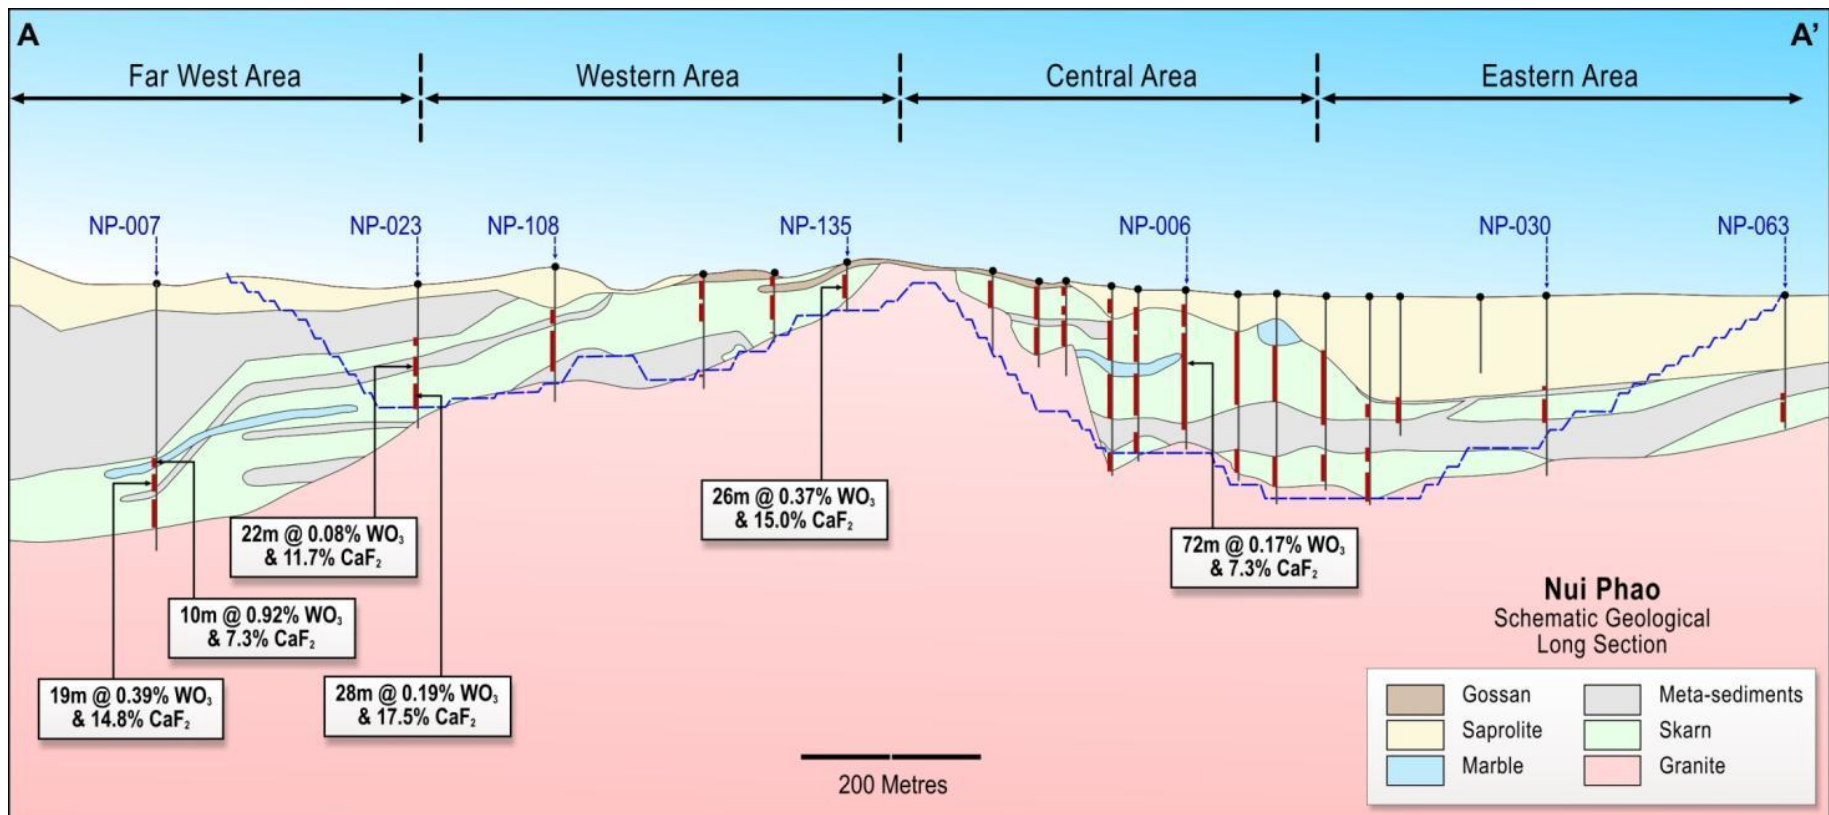 A
A’
Far West Area
Western Area
Central Area
Eastern Area
NP-007
NP-023
NP-108
NP-135
NP-006
NP-030
NP-063
26m @ 0.37% WO₃
& 15.0% CaF₂
22m @ 0.08% WO₃
& 11.7% CaF₂
72m @ 0.17% WO₃
& 7.3% CaF₂
10m @ 0.92% WO₃
& 7.3% CaF₂
19m @ 0.39% WO₃
& 14.8% CaF₂
28m @ 0.19% WO₃
& 17.5% CaF₂
200 Metres
Nui Phao
Schematic Geological
Long Section
Gossan
Saprolite
Marble
Meta-sediments
Skarn
Granite